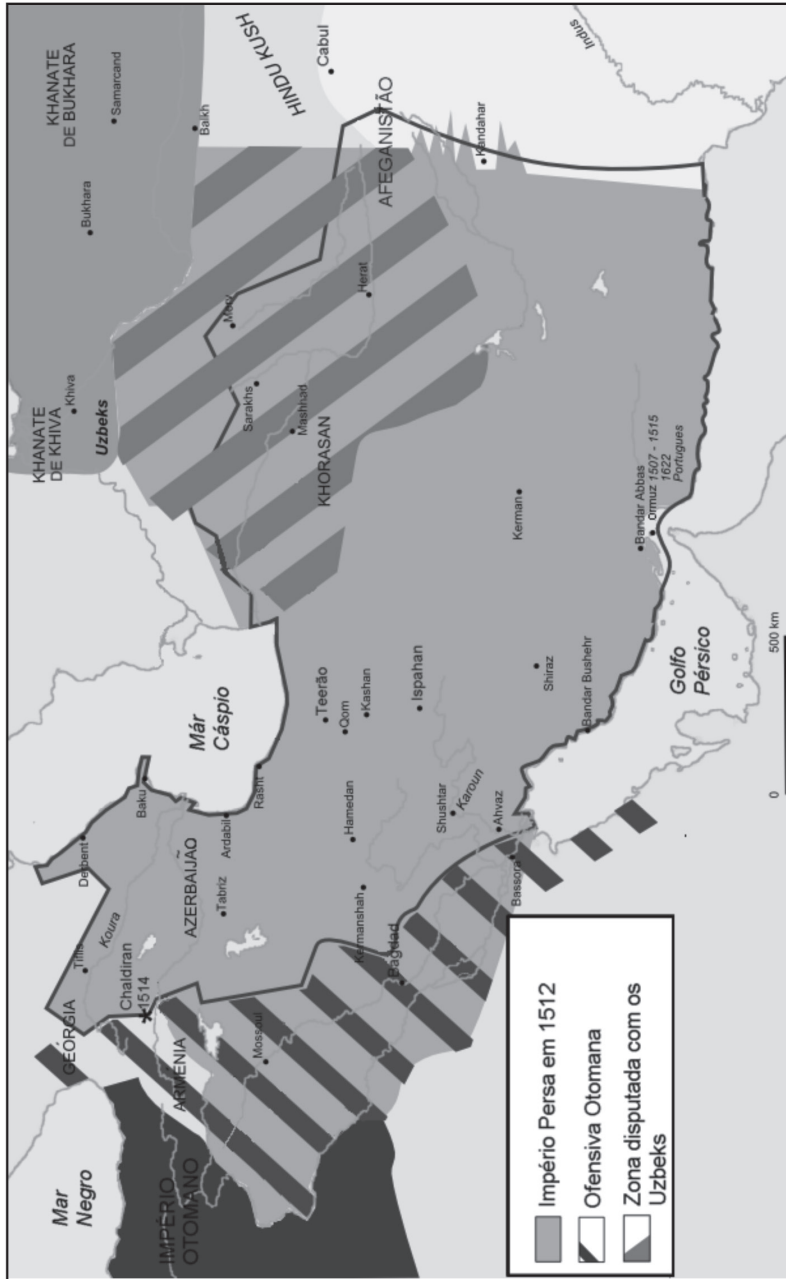 Mar
Negro
IMPÉRIO
OTOMANO
GEÓRGIA
ARMENIA
Chaldiran
1514
Tiflis
Koura
Derbent
AZERBAIJÃO
Baku
Tabriz
Ardabil
Rasht
Már
Cáspio
Mossoul
Bagdad
Kermanshah
Hamedan
Bassora
Ahvaz
Shushtar
Karoun
Teerão
Qom
Kashan
Ispahan
Shiraz
Bandar Bushehr
Golfo
Pérsico
Kerman
Bandar Abbas
Ormuz 1507 - 1515
1622
Portugues
KHANATE
DE KHIVA
Khiva
Uzbeks
KHORASAN
Sarakhs
Mashhad
Merv
Herat
KHANATE
DE BUKHARA
Bukhara
Samarcand
Balkh
HINDU KUSH
Cabul
AFEGANISTÃO
Kandahar
Indus
Império Persa em 1512
Ofensiva Otomana
Zona disputada com os
Uzbeks
0
500 km